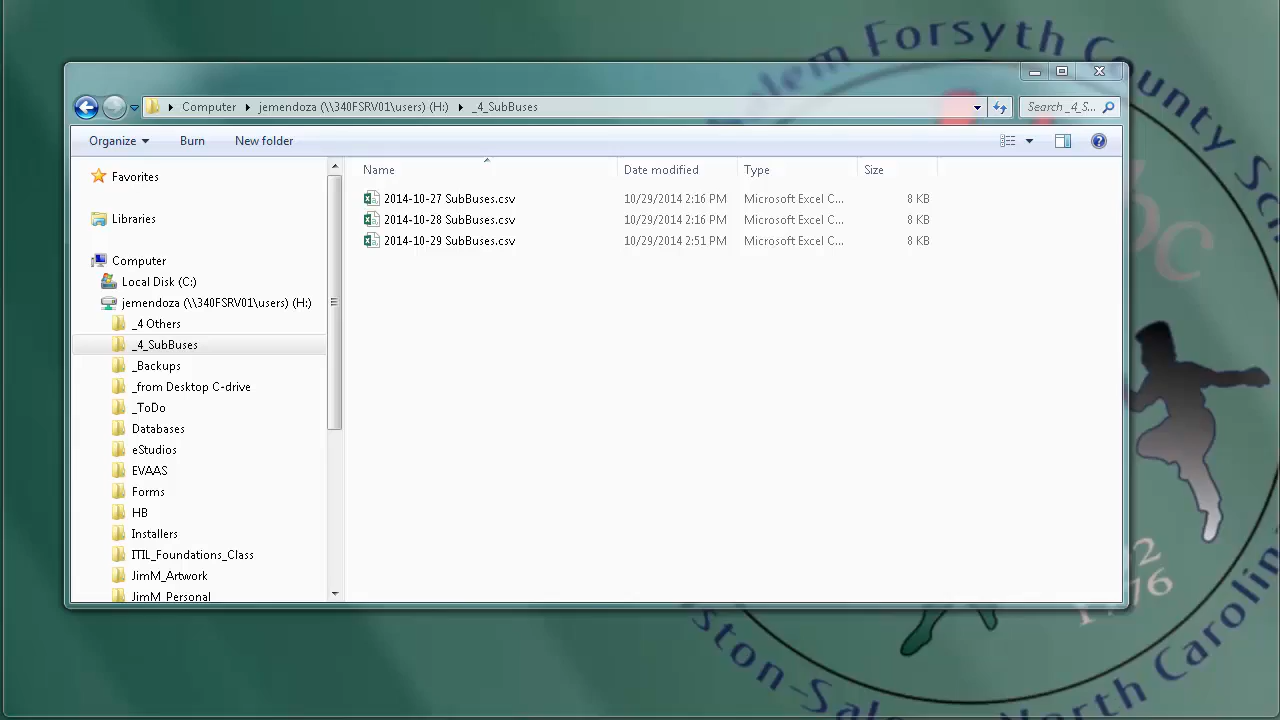 Salem Forsyth County Sch
Computer jemendoza (\\340FSRV01\users) (H:) _4_SubBuses
Search _4_S...
Organize Burn New folder
Favorites
Libraries
Computer
Local Disk (C:)
jemendoza (\\340FSRV01\users) (H:)
_4 Others
_4_SubBuses
_Backups
_from Desktop C-drive
_ToDo
Databases
eStudios
EVAAS
Forms
HB
Installers
ITIL_Foundations_Class
JimM_Artwork
JimM_Personal
Name Date modified Type Size
2014-10-27 SubBuses.csv 10/29/2014 2:16 PM Microsoft Excel C... 8 KB
2014-10-28 SubBuses.csv 10/29/2014 2:16 PM Microsoft Excel C... 8 KB
2014-10-29 SubBuses.csv 10/29/2014 2:51 PM Microsoft Excel C... 8 KB
ston-Salem North Carolina